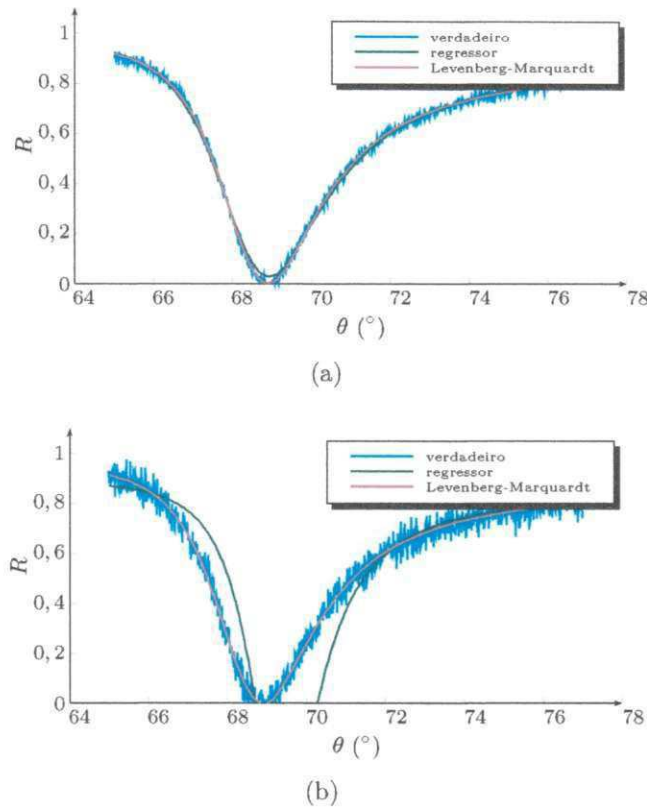 verdadeiro
regressor
Levenberg-Marquardt
1
0,8
0,6
0,4
0,2
0
R
64 66 68 70 72 74 76 78
θ (°)
(a)
verdadeiro
regressor
Levenberg-Marquardt
1
0,8
0,6
0,4
0,2
0
R
64 66 68 70 72 74 76 78
θ (°)
(b)